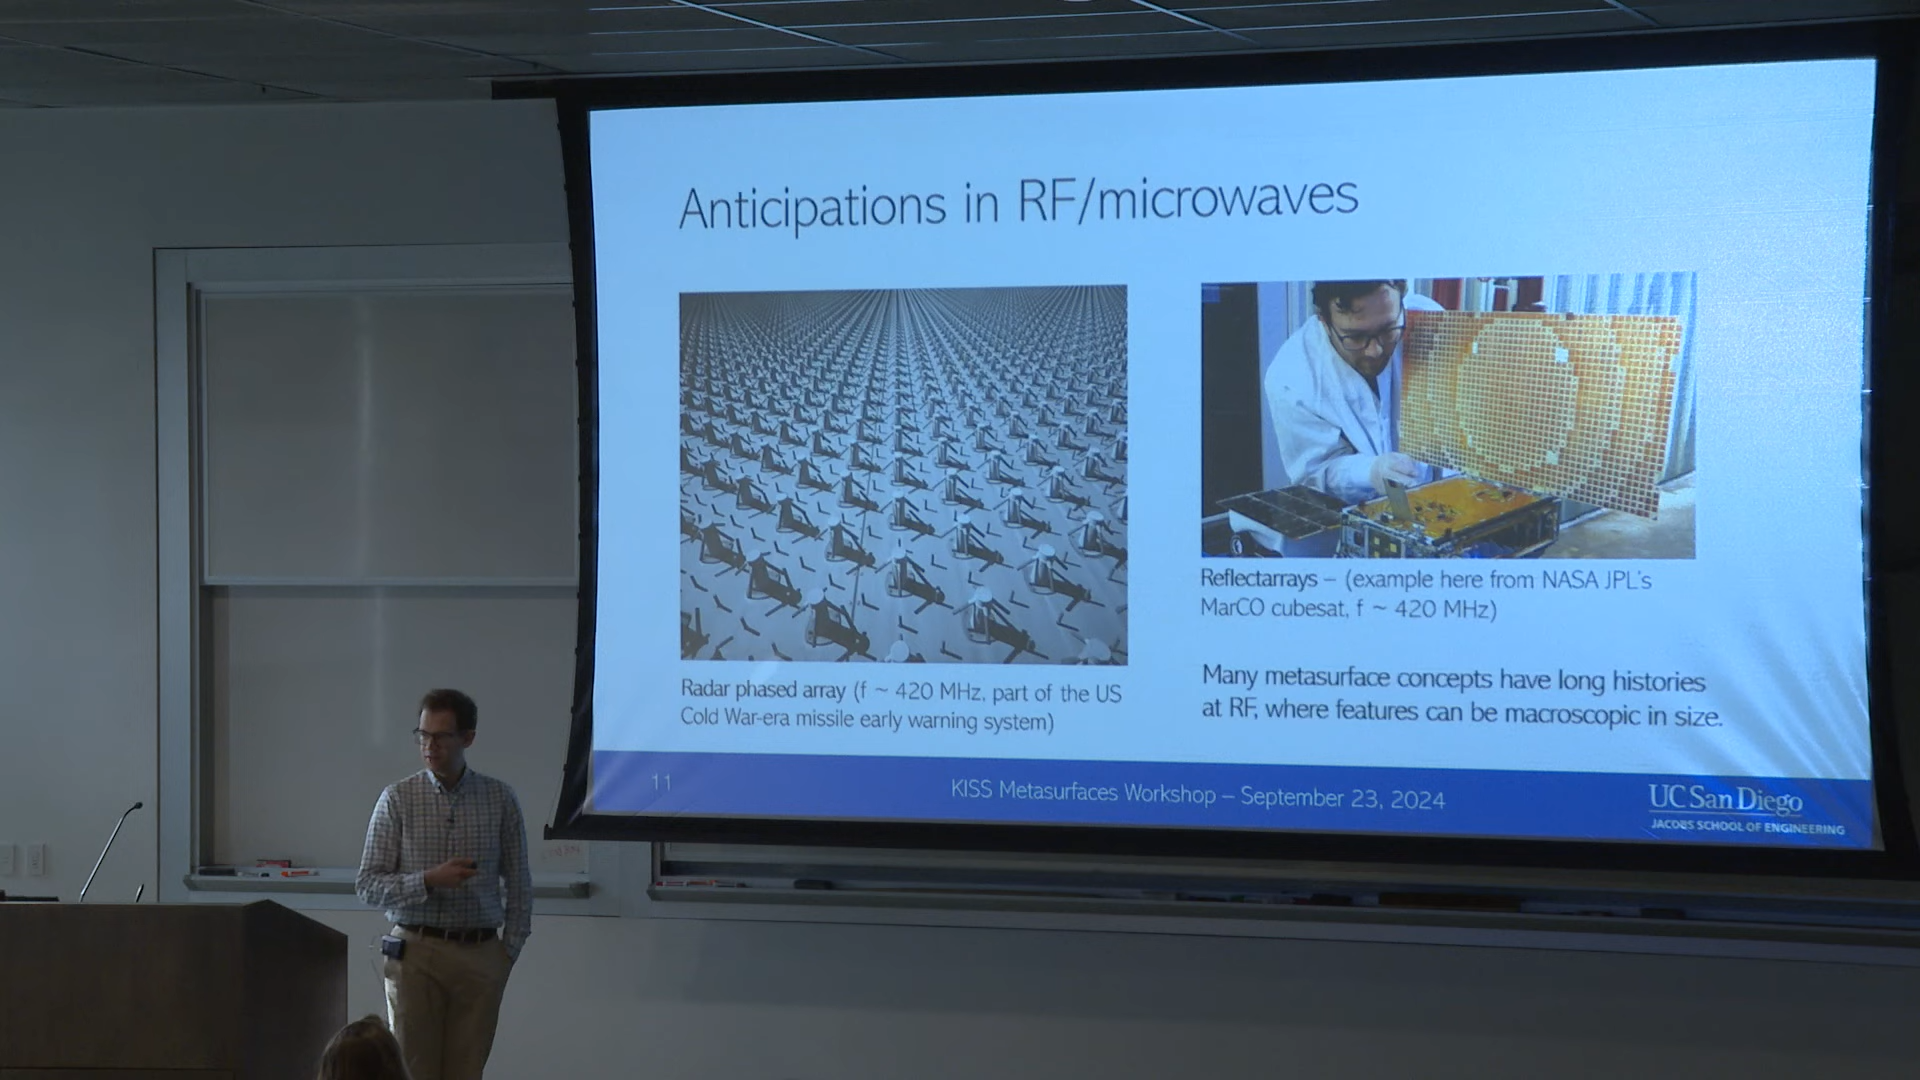 Anticipations in RF/microwaves
Radar phased array (f ~ 420 MHz, part of the US
Cold War-era missile early warning system)
Reflectarrays – (example here from NASA JPL's
MarCO cubesat, f ~ 420 MHz)
Many metasurface concepts have long histories
at RF, where features can be macroscopic in size.
11
KISS Metasurfaces Workshop – September 23, 2024
UC San Diego
JACOBS SCHOOL OF ENGINEERING